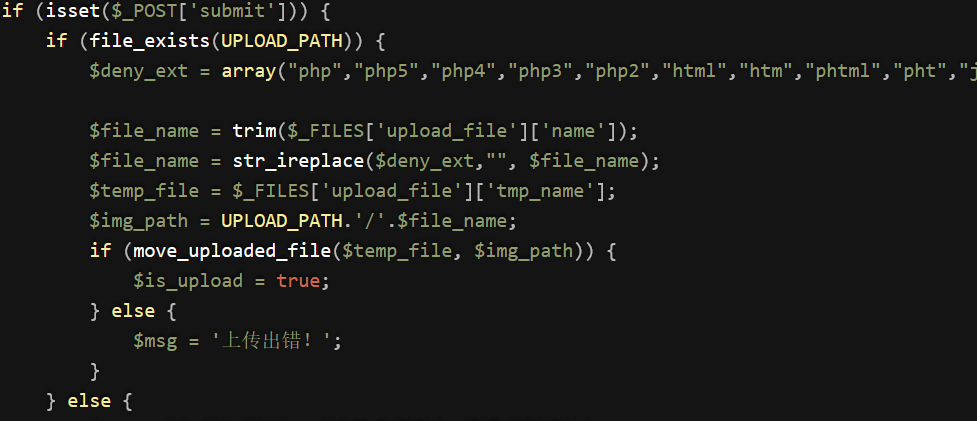 if (isset($_POST['submit'])) {
    if (file_exists(UPLOAD_PATH)) {
        $deny_ext = array("php","php5","php4","php3","php2","html","htm","phtml","pht","j
        $file_name = trim($_FILES['upload_file']['name']);
        $file_name = str_ireplace($deny_ext,"", $file_name);
        $temp_file = $_FILES['upload_file']['tmp_name'];
        $img_path = UPLOAD_PATH.'/'.$file_name;
        if (move_uploaded_file($temp_file, $img_path)) {
            $is_upload = true;
        } else {
            $msg = '上传出错！';
        }
    } else {